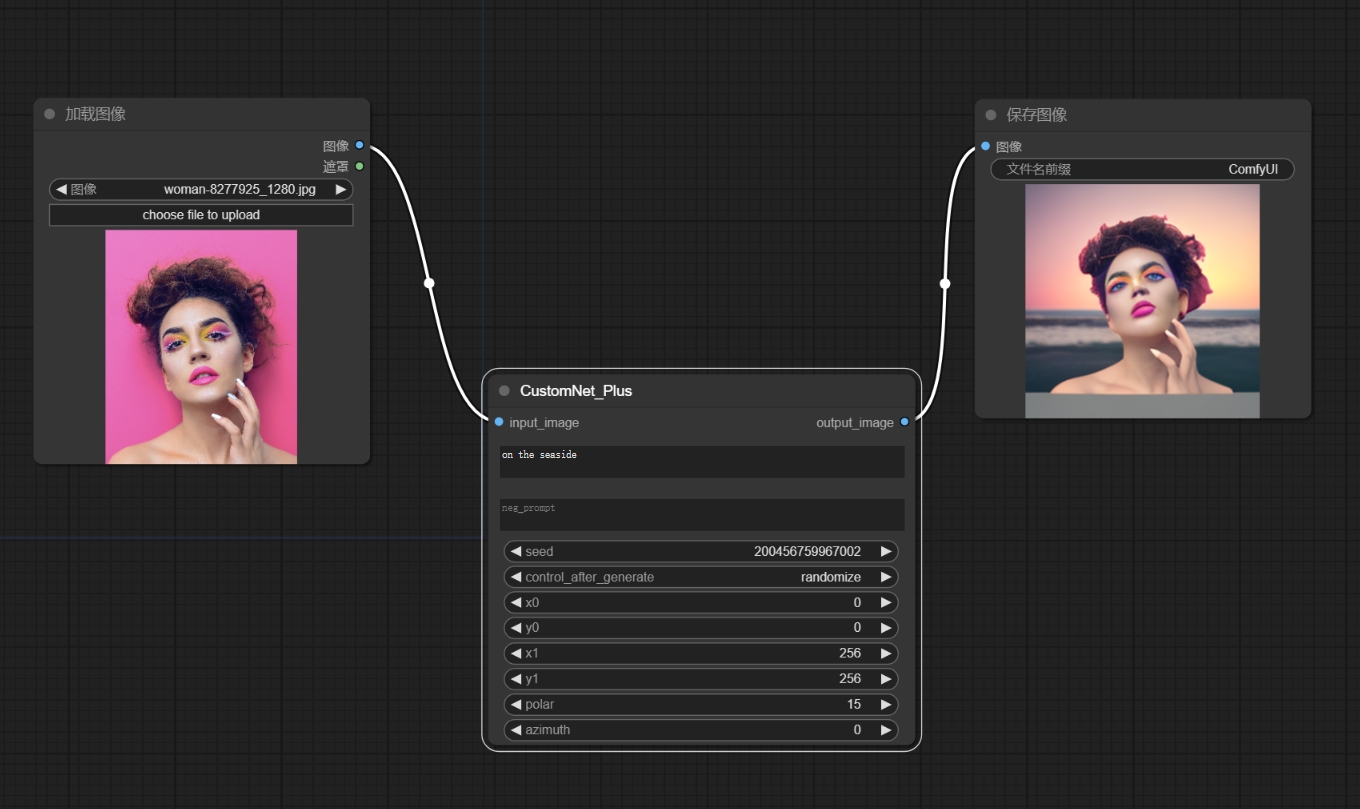 加载图像
图像
遮罩
图像 woman-8277925_1280.jpg
choose file to upload
CustomNet_Plus
input_image output_image
on the seaside
neg_prompt
seed 200456759967002
control_after_generate randomize
x0 0
y0 0
x1 256
y1 256
polar 15
azimuth 0
保存图像
图像
文件名前缀 ComfyUI